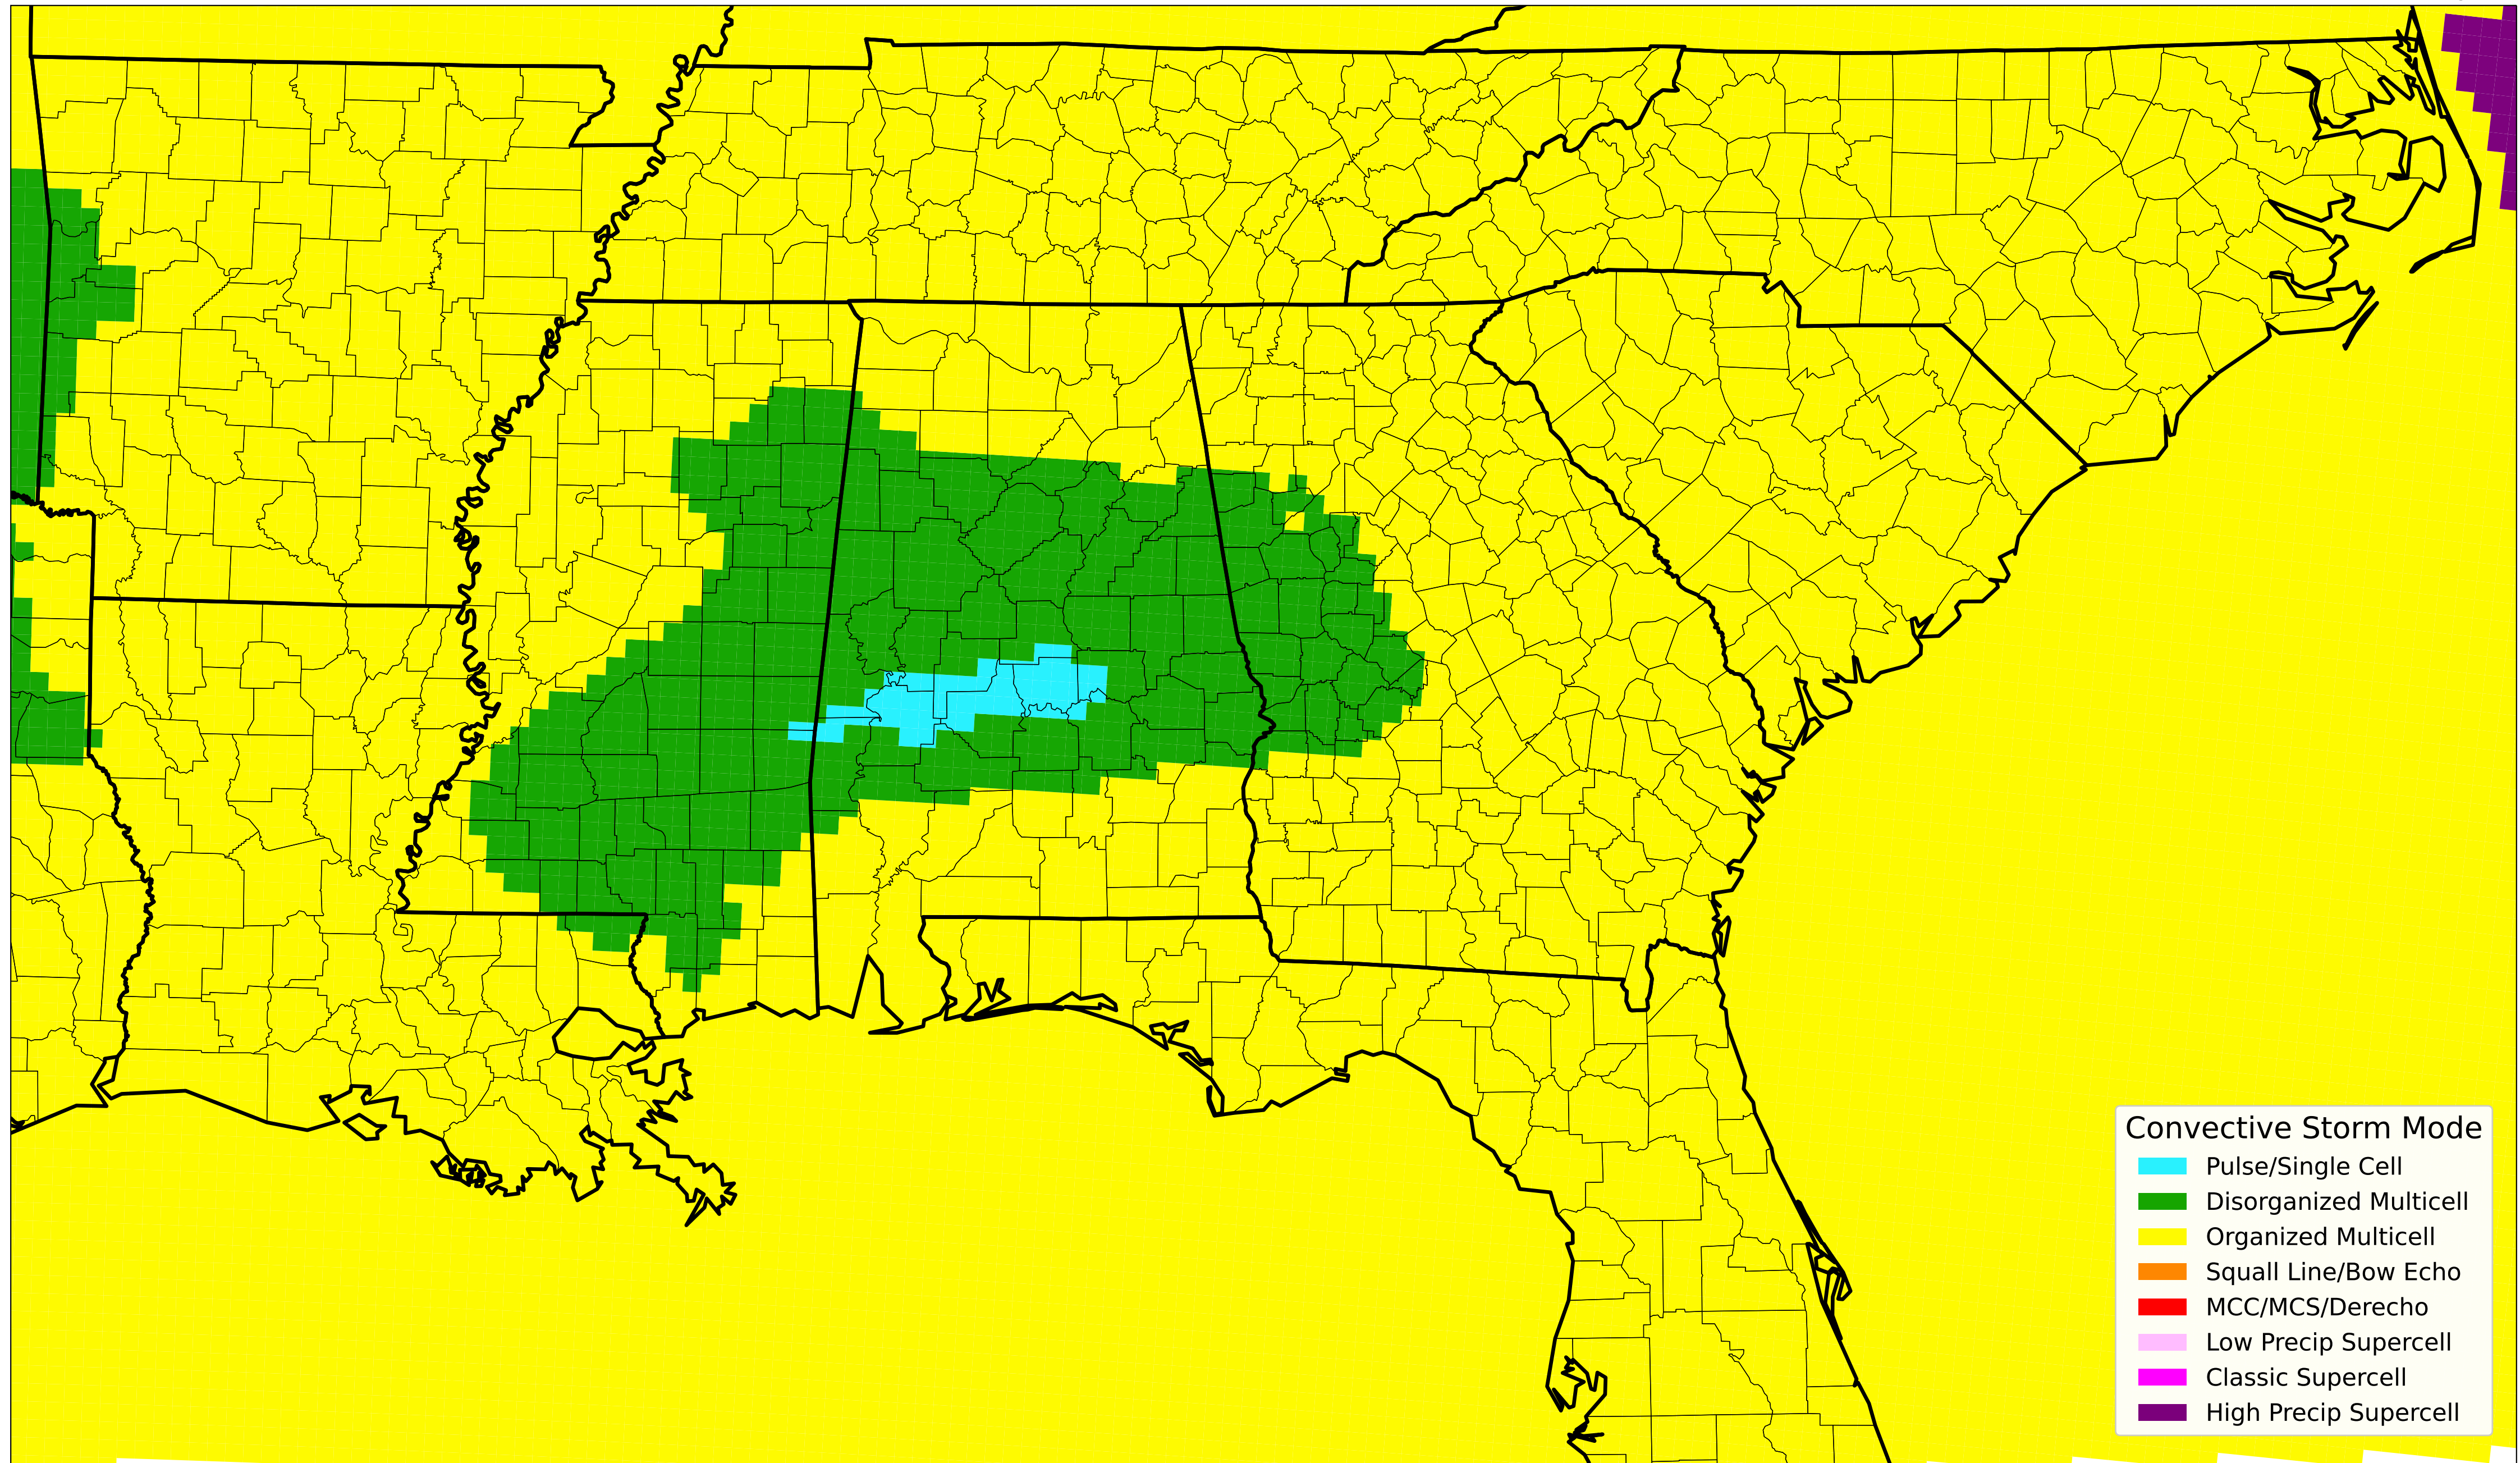 Convective Storm Mode
Pulse/Single Cell
Disorganized Multicell
Organized Multicell
Squall Line/Bow Echo
MCC/MCS/Derecho
Low Precip Supercell
Classic Supercell
High Precip Supercell